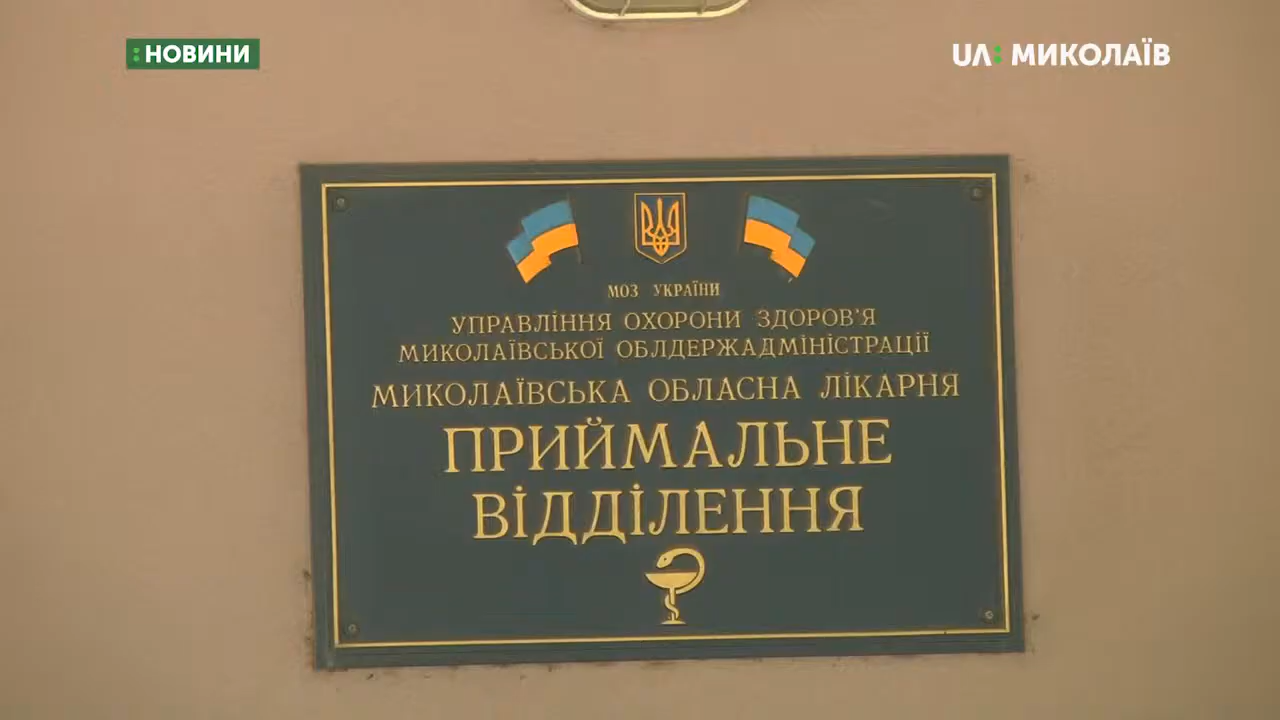 :НОВИНИ
UA: МИКОЛАЇВ
МОЗ УКРАЇНИ
УПРАВЛІННЯ ОХОРОНИ ЗДОРОВ'Я
МИКОЛАЇВСЬКОЇ ОБЛДЕРЖАДМІНІСТРАЦІЇ
МИКОЛАЇВСЬКА ОБЛАСНА ЛІКАРНЯ
ПРИЙМАЛЬНЕ
ВІДДІЛЕННЯ